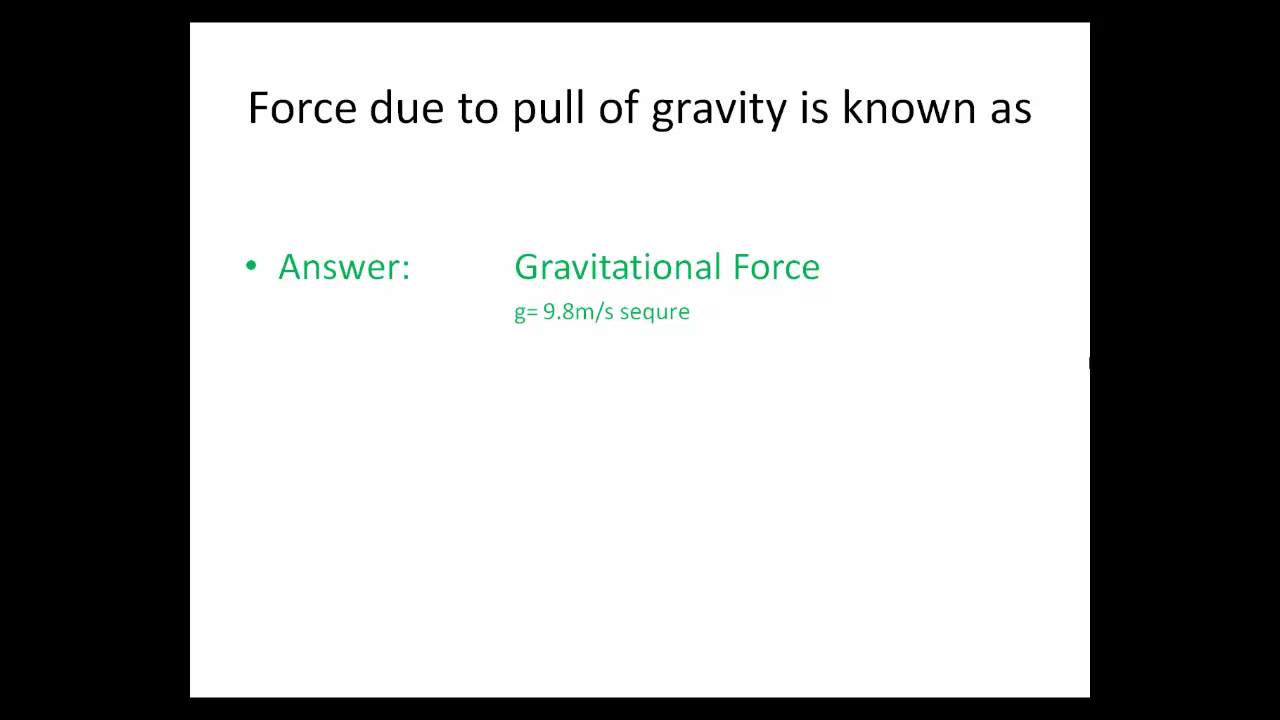 Force due to pull of gravity is known as
• Answer: Gravitational Force
g= 9.8m/s sequre